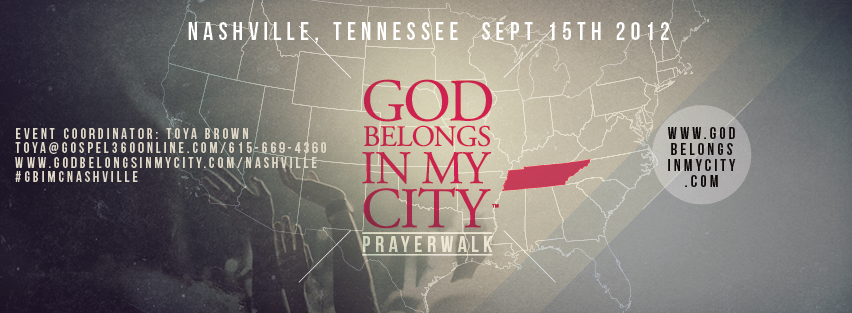 NASHVILLE, TENNESSEE SEPT 15TH 2012
EVENT COORDINATOR: TOYA BROWN
TOYA@GOSPEL360ONLINE.COM/615-669-4360
WWW.GODBELONGSINMYCITY.COM/NASHVILLE
#GBIMCNASHVILLE
GOD
BELONGS
IN MY
CITY™
PRAYERWALK
WWW.GOD
BELONGS
INMYCITY
.COM